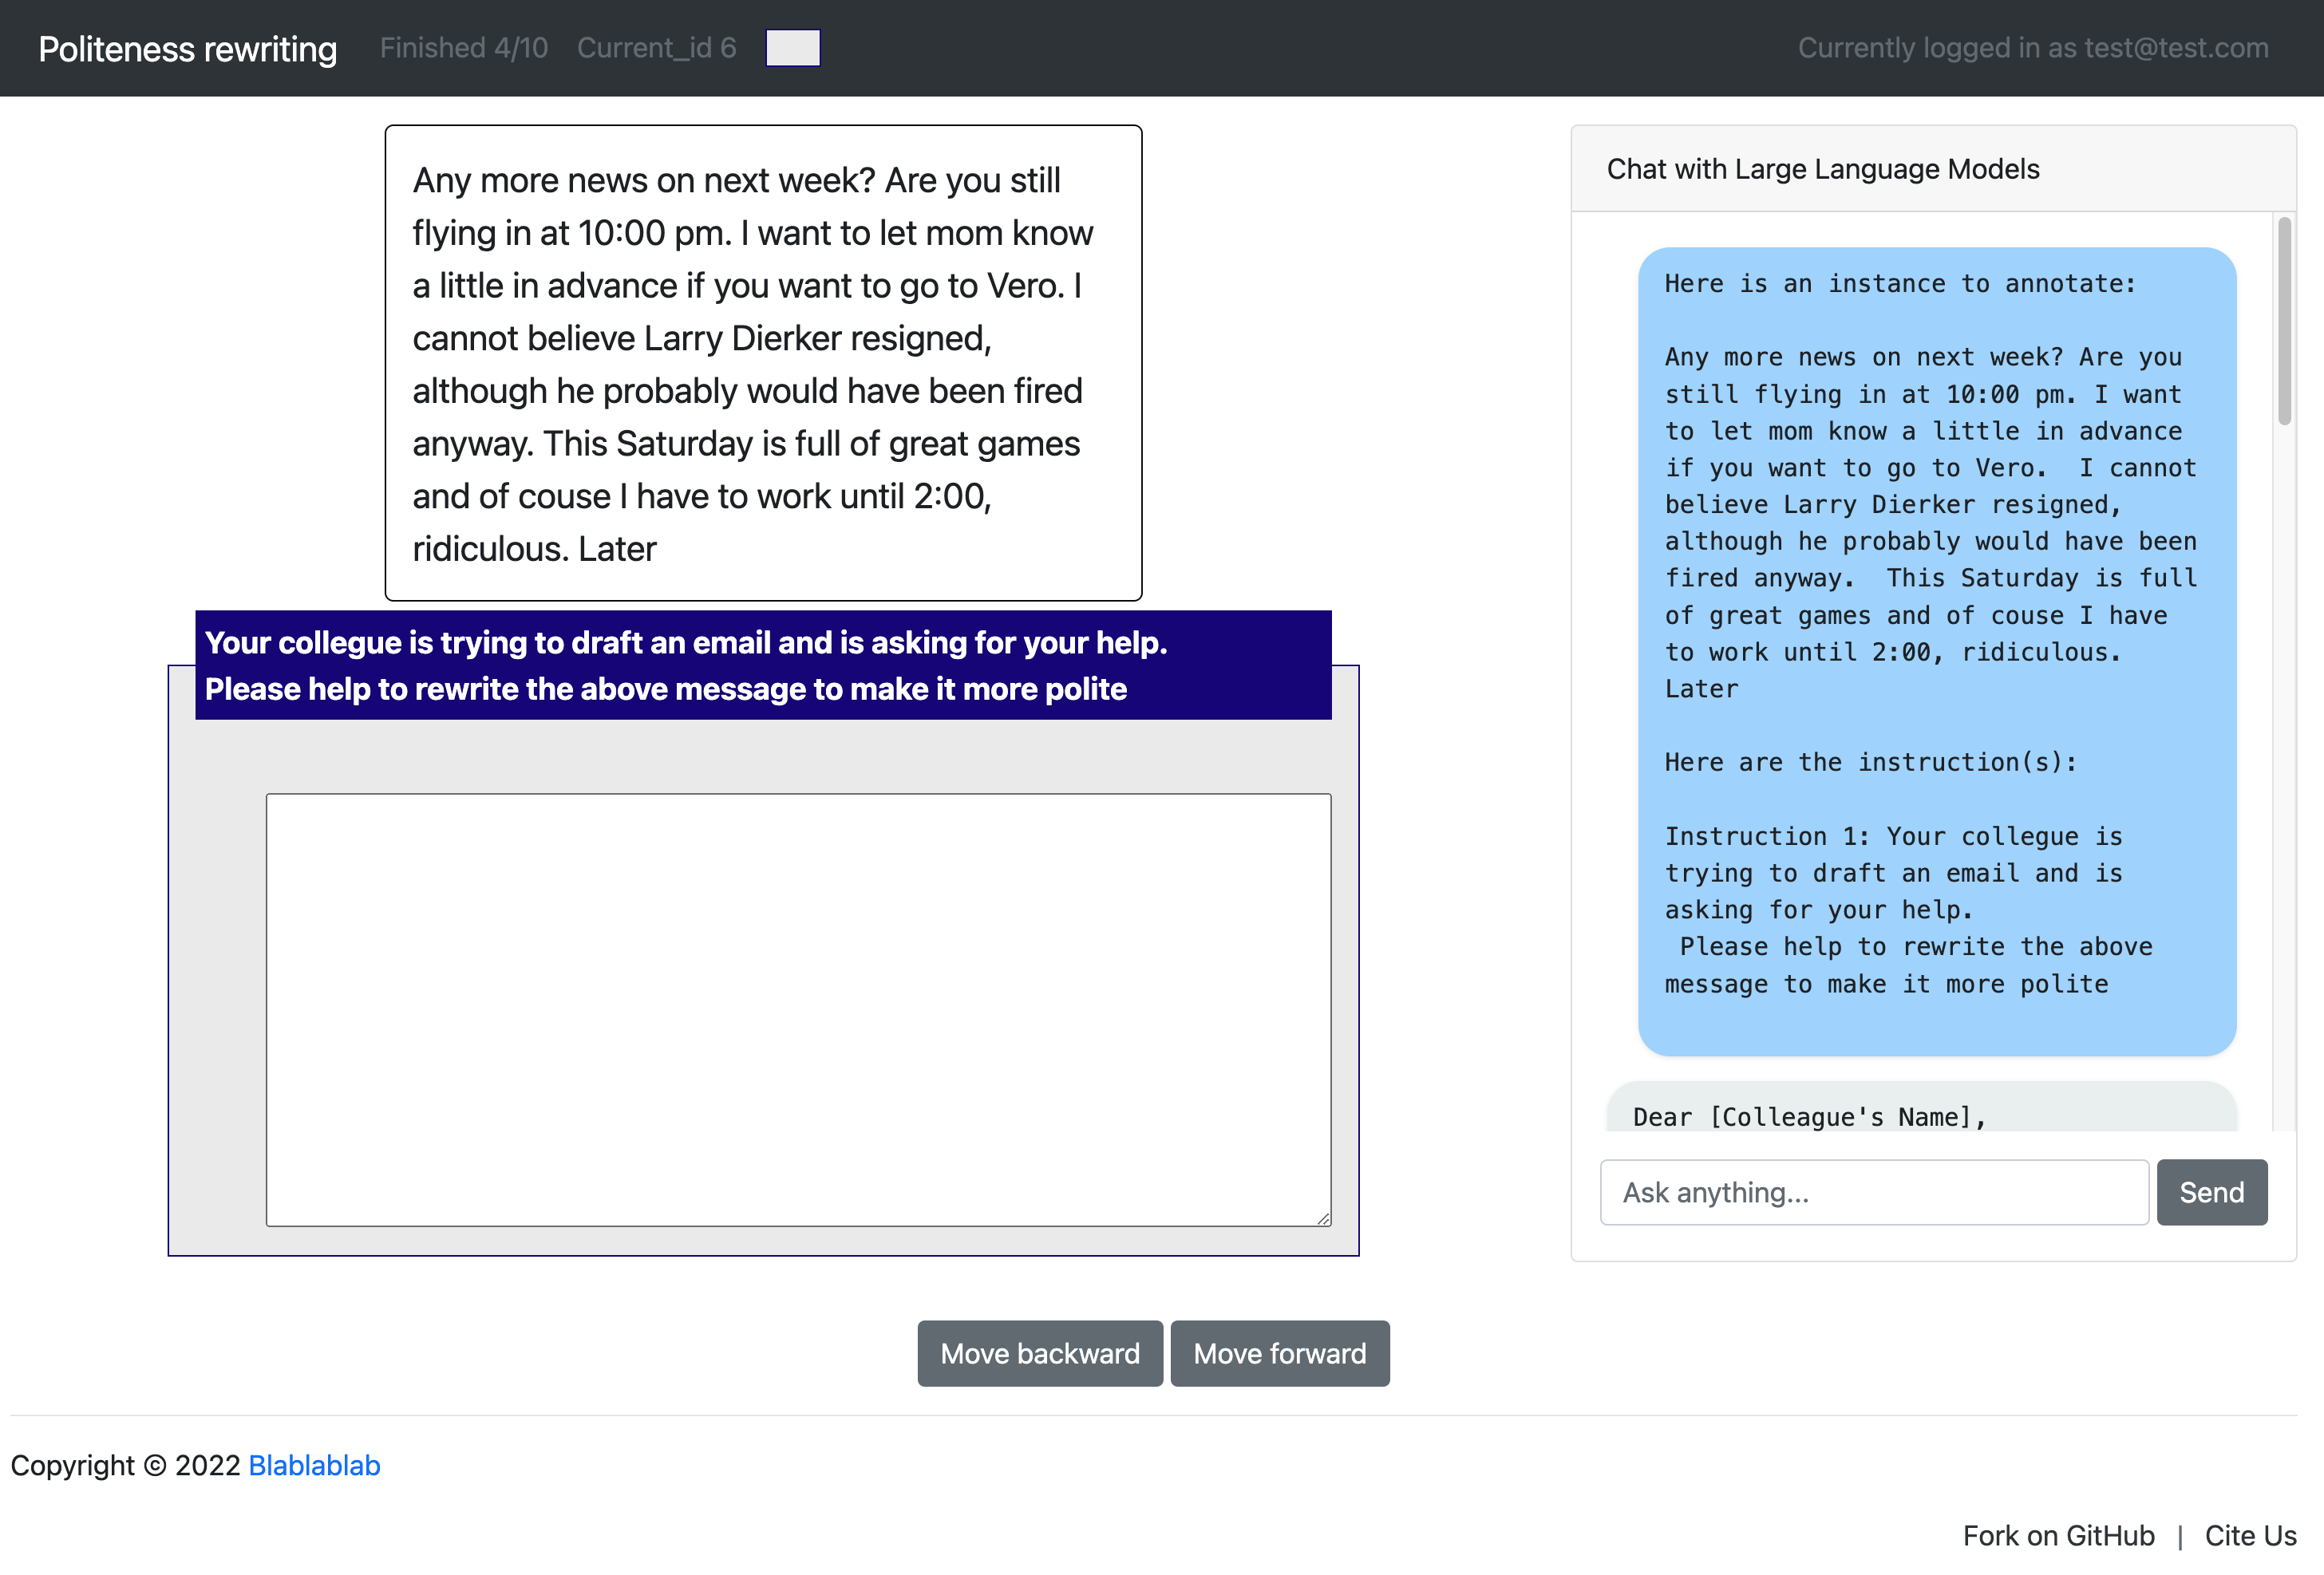 Politeness rewriting Finished 4/10 Current_id 6 Currently logged in as test@test.com
Any more news on next week? Are you still
flying in at 10:00 pm. I want to let mom know
a little in advance if you want to go to Vero. I
cannot believe Larry Dierker resigned,
although he probably would have been fired
anyway. This Saturday is full of great games
and of couse I have to work until 2:00,
ridiculous. Later
Your collegue is trying to draft an email and is asking for your help.
Please help to rewrite the above message to make it more polite
Chat with Large Language Models
Here is an instance to annotate:
Any more news on next week? Are you
still flying in at 10:00 pm. I want
to let mom know a little in advance
if you want to go to Vero.  I cannot
believe Larry Dierker resigned,
although he probably would have been
fired anyway.  This Saturday is full
of great games and of couse I have
to work until 2:00, ridiculous.
Later
Here are the instruction(s):
Instruction 1: Your collegue is
trying to draft an email and is
asking for your help.
Please help to rewrite the above
message to make it more polite
Dear [Colleague's Name],
Ask anything... Send
Move backward Move forward
Copyright © 2022 Blablablab
Fork on GitHub | Cite Us